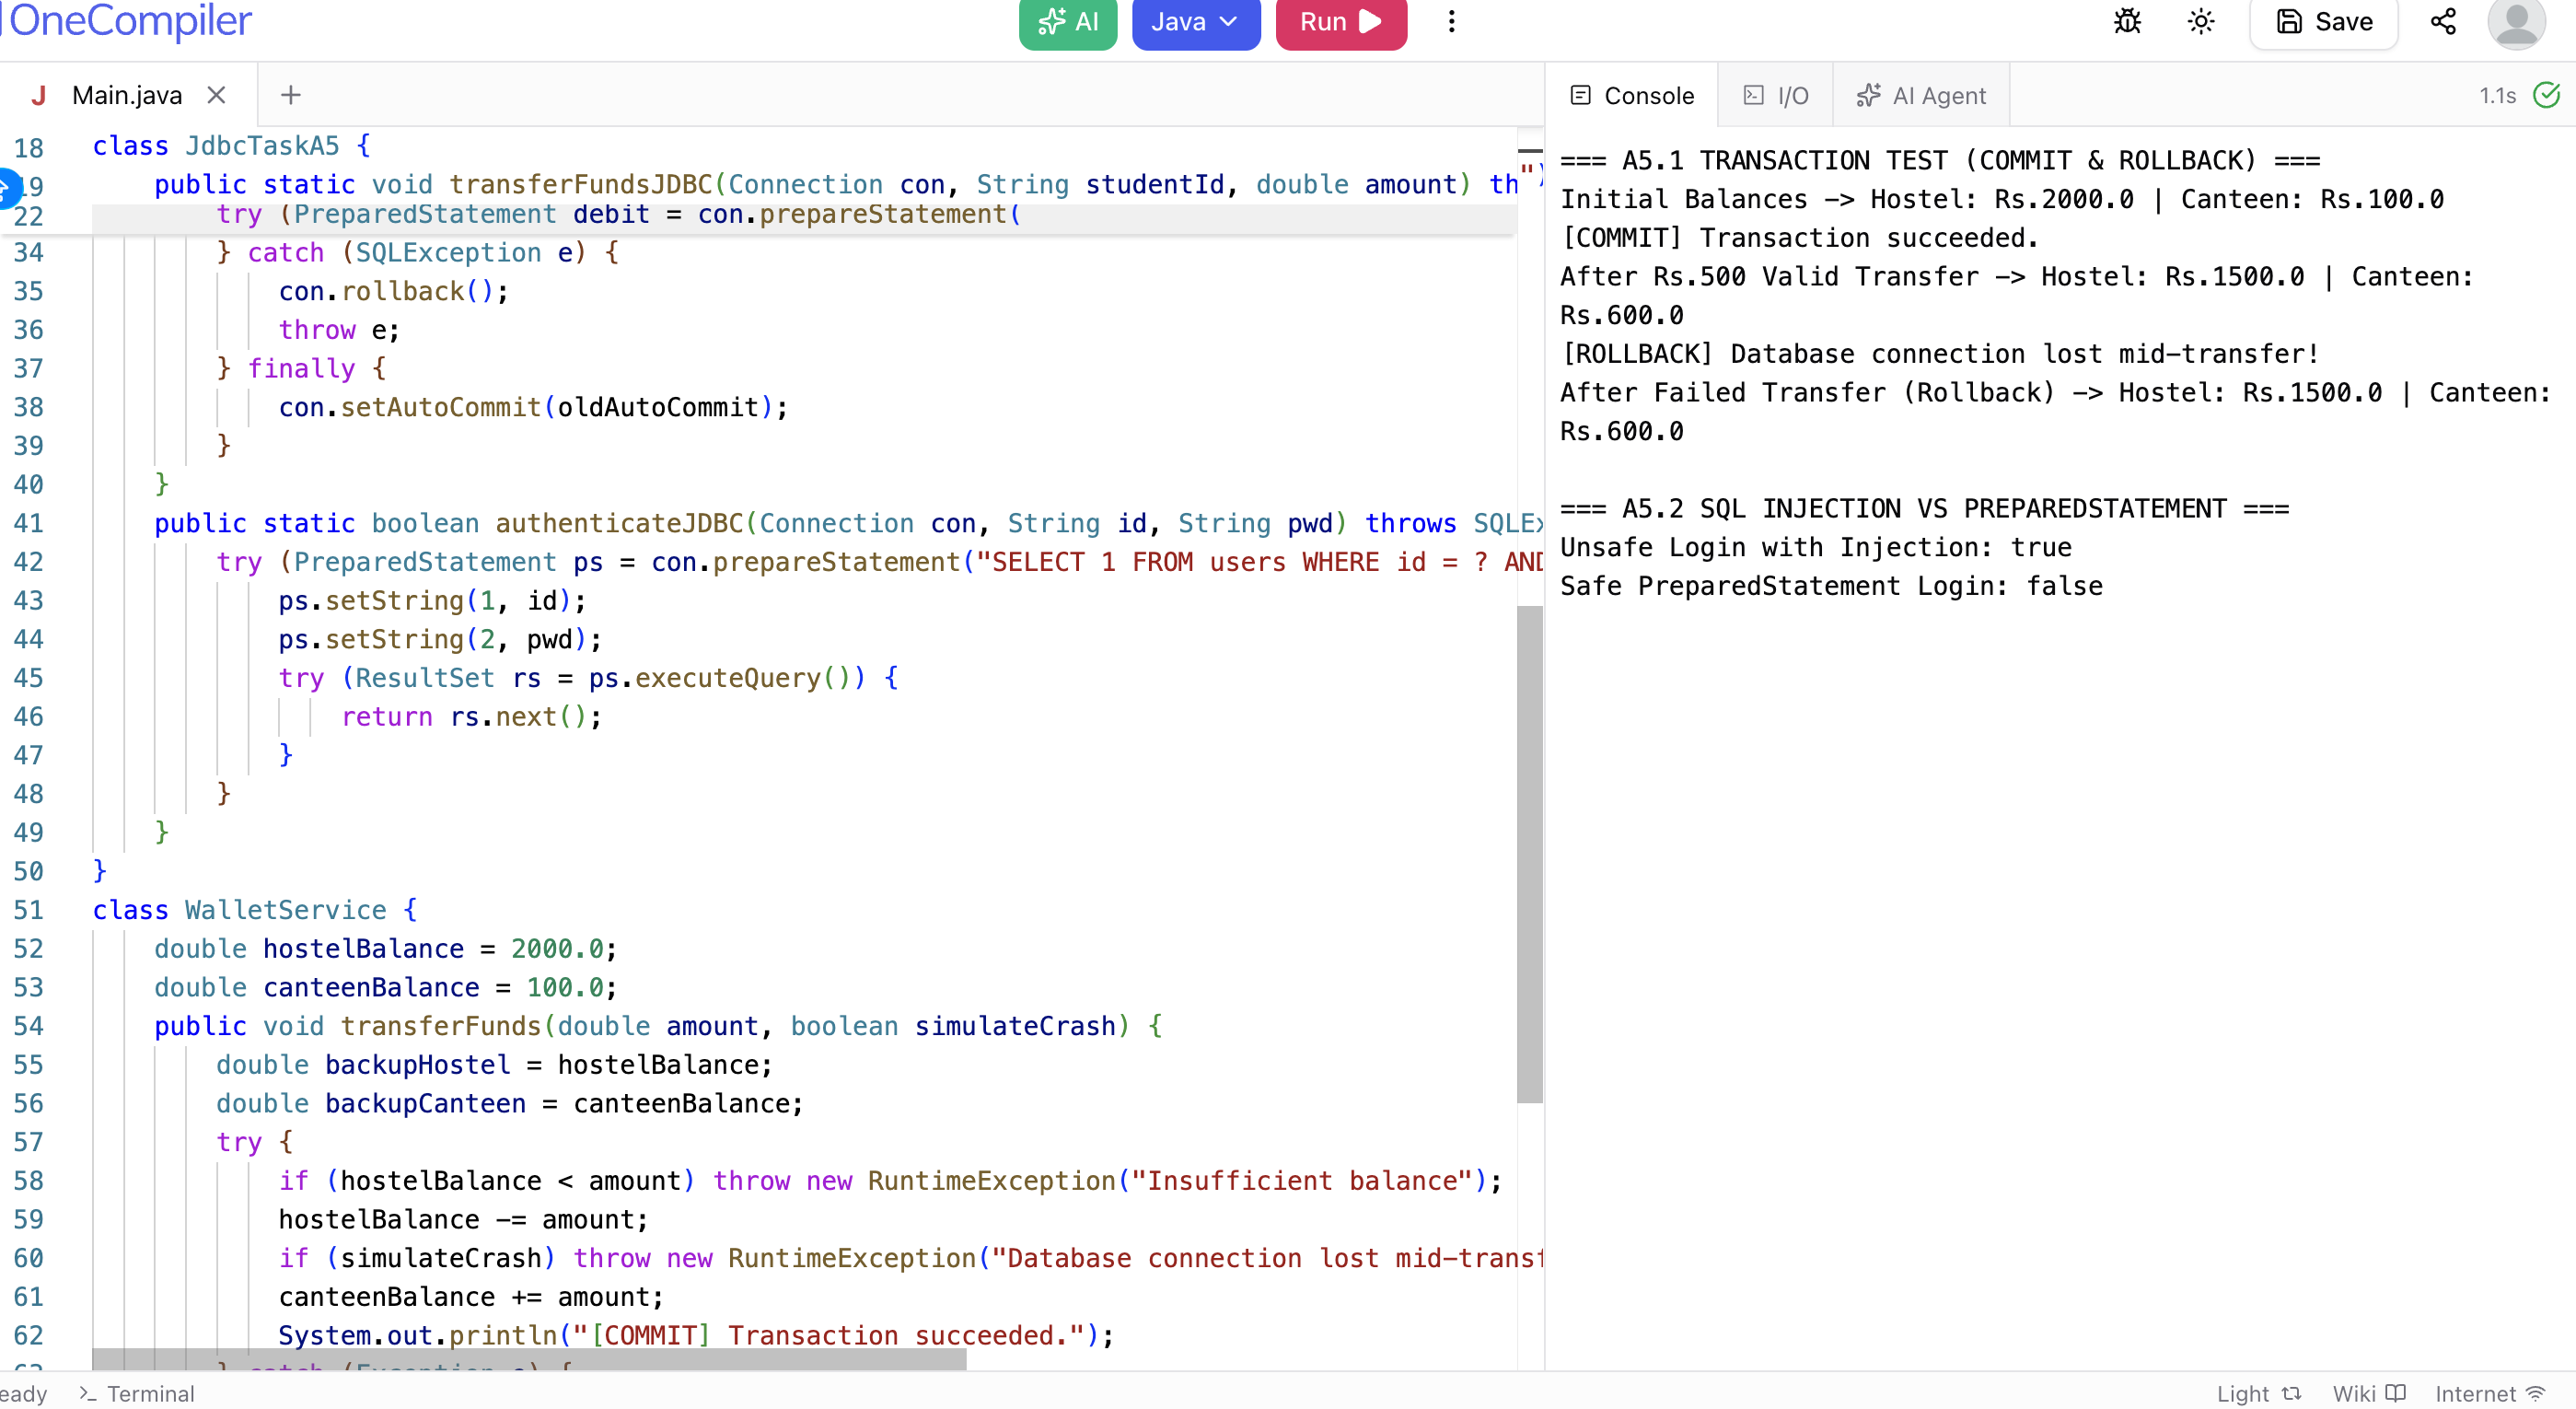 OneCompiler
AI
Java
Run
Save
J Main.java
Console
I/O
AI Agent
1.1s
18 class JdbcTaskA5 {
19 public static void transferFundsJDBC(Connection con, String studentId, double amount) th")
22 try (PreparedStatement debit = con.prepareStatement(
34 } catch (SQLException e) {
35 con.rollback();
36 throw e;
37 } finally {
38 con.setAutoCommit(oldAutoCommit);
39 }
40 }
41 public static boolean authenticateJDBC(Connection con, String id, String pwd) throws SQLEx
42 try (PreparedStatement ps = con.prepareStatement("SELECT 1 FROM users WHERE id = ? AND
43 ps.setString(1, id);
44 ps.setString(2, pwd);
45 try (ResultSet rs = ps.executeQuery()) {
46 return rs.next();
47 }
48 }
49 }
50 }
51 class WalletService {
52 double hostelBalance = 2000.0;
53 double canteenBalance = 100.0;
54 public void transferFunds(double amount, boolean simulateCrash) {
55 double backupHostel = hostelBalance;
56 double backupCanteen = canteenBalance;
57 try {
58 if (hostelBalance < amount) throw new RuntimeException("Insufficient balance");
59 hostelBalance -= amount;
60 if (simulateCrash) throw new RuntimeException("Database connection lost mid-transf
61 canteenBalance += amount;
62 System.out.println("[COMMIT] Transaction succeeded.");
63 } catch (Exception e) {
=== A5.1 TRANSACTION TEST (COMMIT & ROLLBACK) ===
Initial Balances -> Hostel: Rs.2000.0 | Canteen: Rs.100.0
[COMMIT] Transaction succeeded.
After Rs.500 Valid Transfer -> Hostel: Rs.1500.0 | Canteen:
Rs.600.0
[ROLLBACK] Database connection lost mid-transfer!
After Failed Transfer (Rollback) -> Hostel: Rs.1500.0 | Canteen:
Rs.600.0
=== A5.2 SQL INJECTION VS PREPAREDSTATEMENT ===
Unsafe Login with Injection: true
Safe PreparedStatement Login: false
eady
Terminal
Light
Wiki
Internet